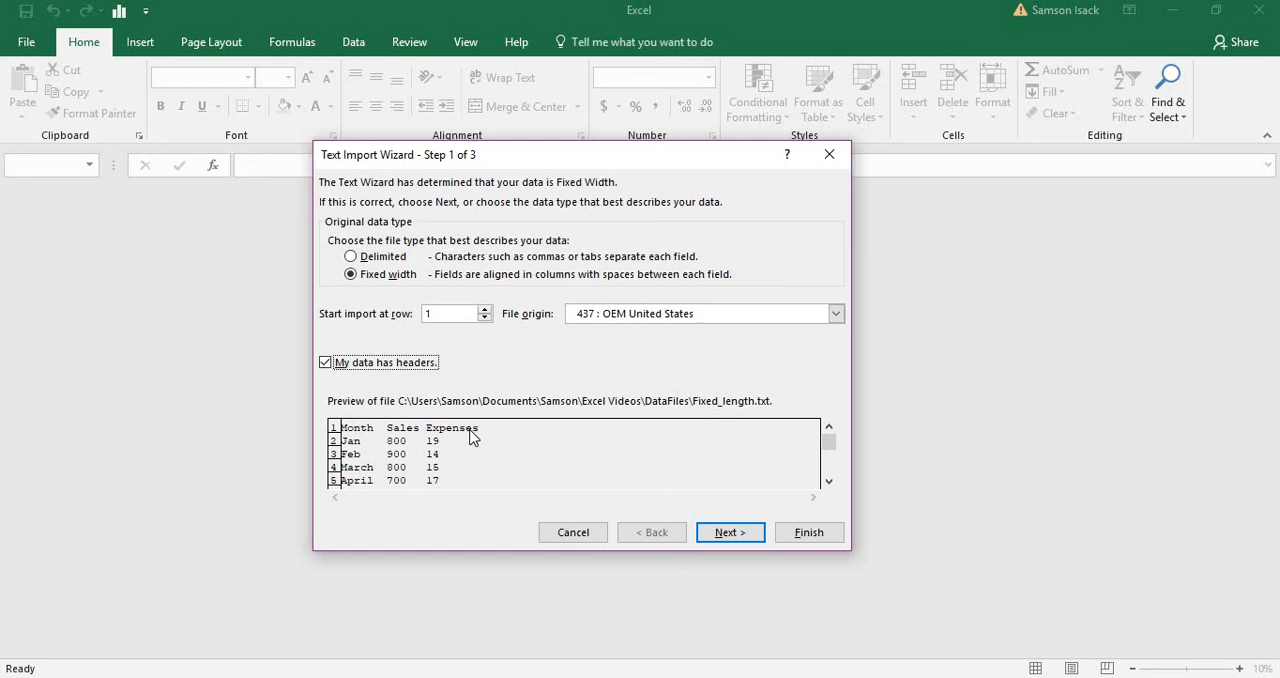 Excel
Samson Isack
File Home Insert Page Layout Formulas Data Review View Help Tell me what you want to do Share
Paste
Cut
Copy
Format Painter
Clipboard
B I U A
Font
Wrap Text
Merge & Center
Alignment
$ % ,
Number
Conditional Formatting
Format as Table
Cell Styles
Styles
Insert Delete Format
Cells
AutoSum
Fill
Clear
Sort & Filter
Find & Select
Editing
fx
Text Import Wizard - Step 1 of 3
The Text Wizard has determined that your data is Fixed Width.
If this is correct, choose Next, or choose the data type that best describes your data.
Original data type
Choose the file type that best describes your data:
Delimited - Characters such as commas or tabs separate each field.
Fixed width - Fields are aligned in columns with spaces between each field.
Start import at row: 1 File origin: 437 : OEM United States
My data has headers.
Preview of file C:\Users\Samson\Documents\Samson\Excel Videos\DataFiles\Fixed_length.txt.
1 Month Sales Expenses
2 Jan 800 19
3 Feb 900 14
4 March 800 15
5 April 700 17
Cancel < Back Next > Finish
Ready
10%